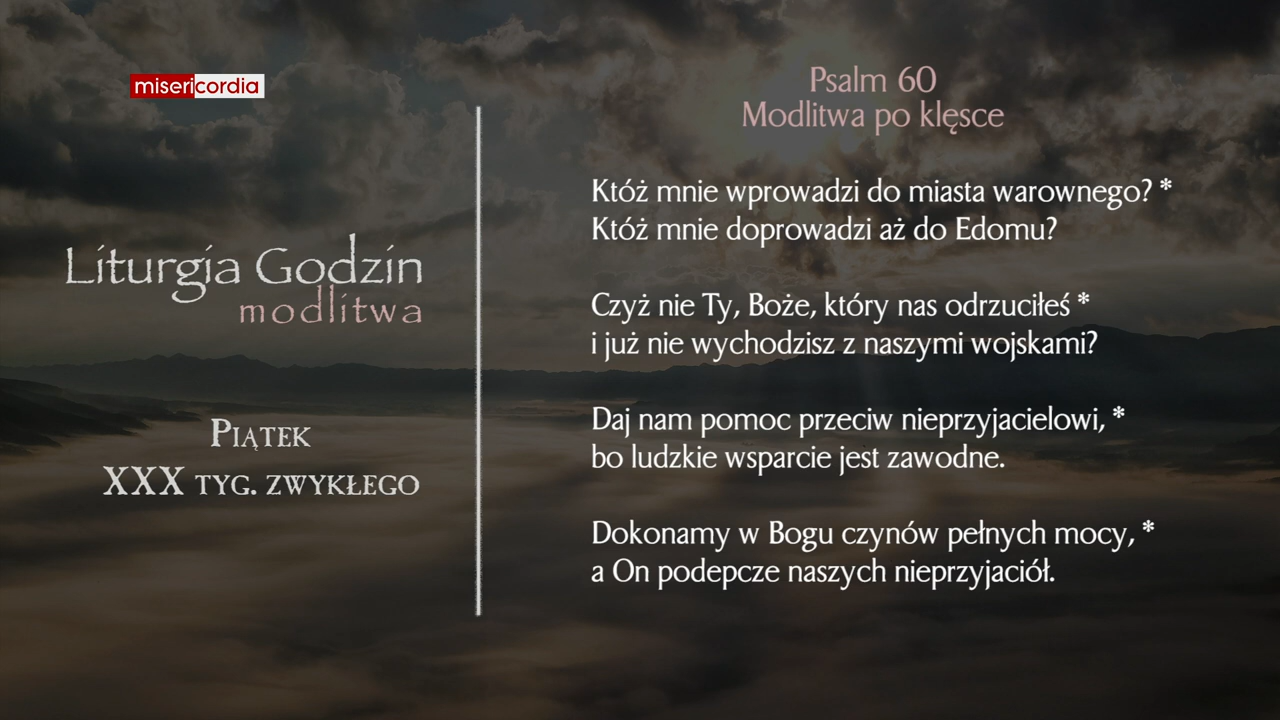 misericordia
Liturgia Godzin
modlitwa
Piątek
XXX tyg. zwykłego
Psalm 60
Modlitwa po klęsce
Któż mnie wprowadzi do miasta warownego? *
Któż mnie doprowadzi aż do Edomu?
Czyż nie Ty, Boże, który nas odrzuciłeś *
i już nie wychodzisz z naszymi wojskami?
Daj nam pomoc przeciw nieprzyjacielowi, *
bo ludzkie wsparcie jest zawodne.
Dokonamy w Bogu czynów pełnych mocy, *
a On podepcze naszych nieprzyjaciół.